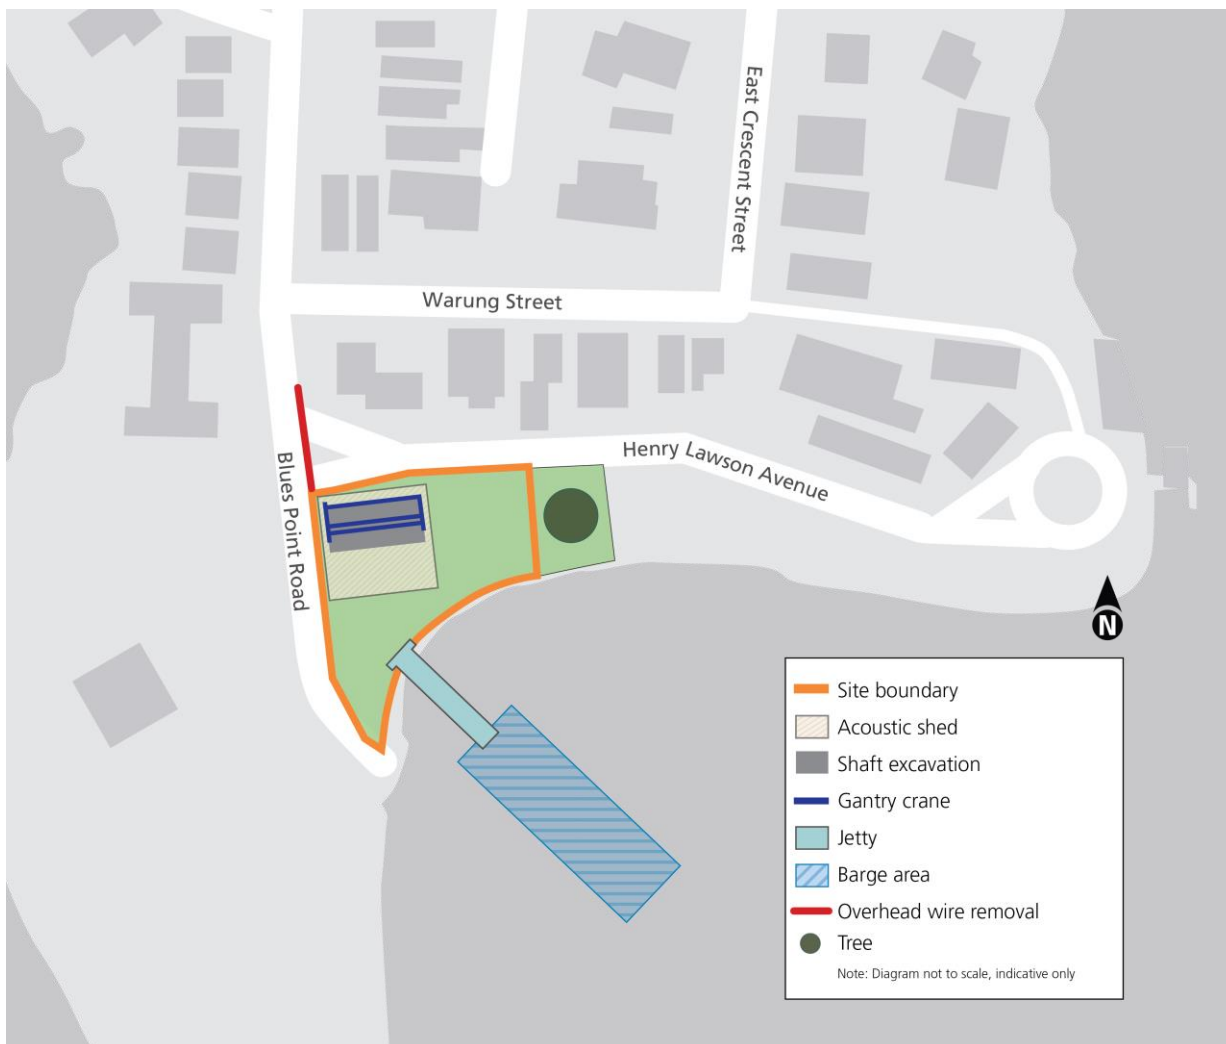 East Crescent Street
Warung Street
Henry Lawson Avenue
Blues Point Road
N
Site boundary
Acoustic shed
Shaft excavation
Gantry crane
Jetty
Barge area
Overhead wire removal
Tree
Note: Diagram not to scale, indicative only